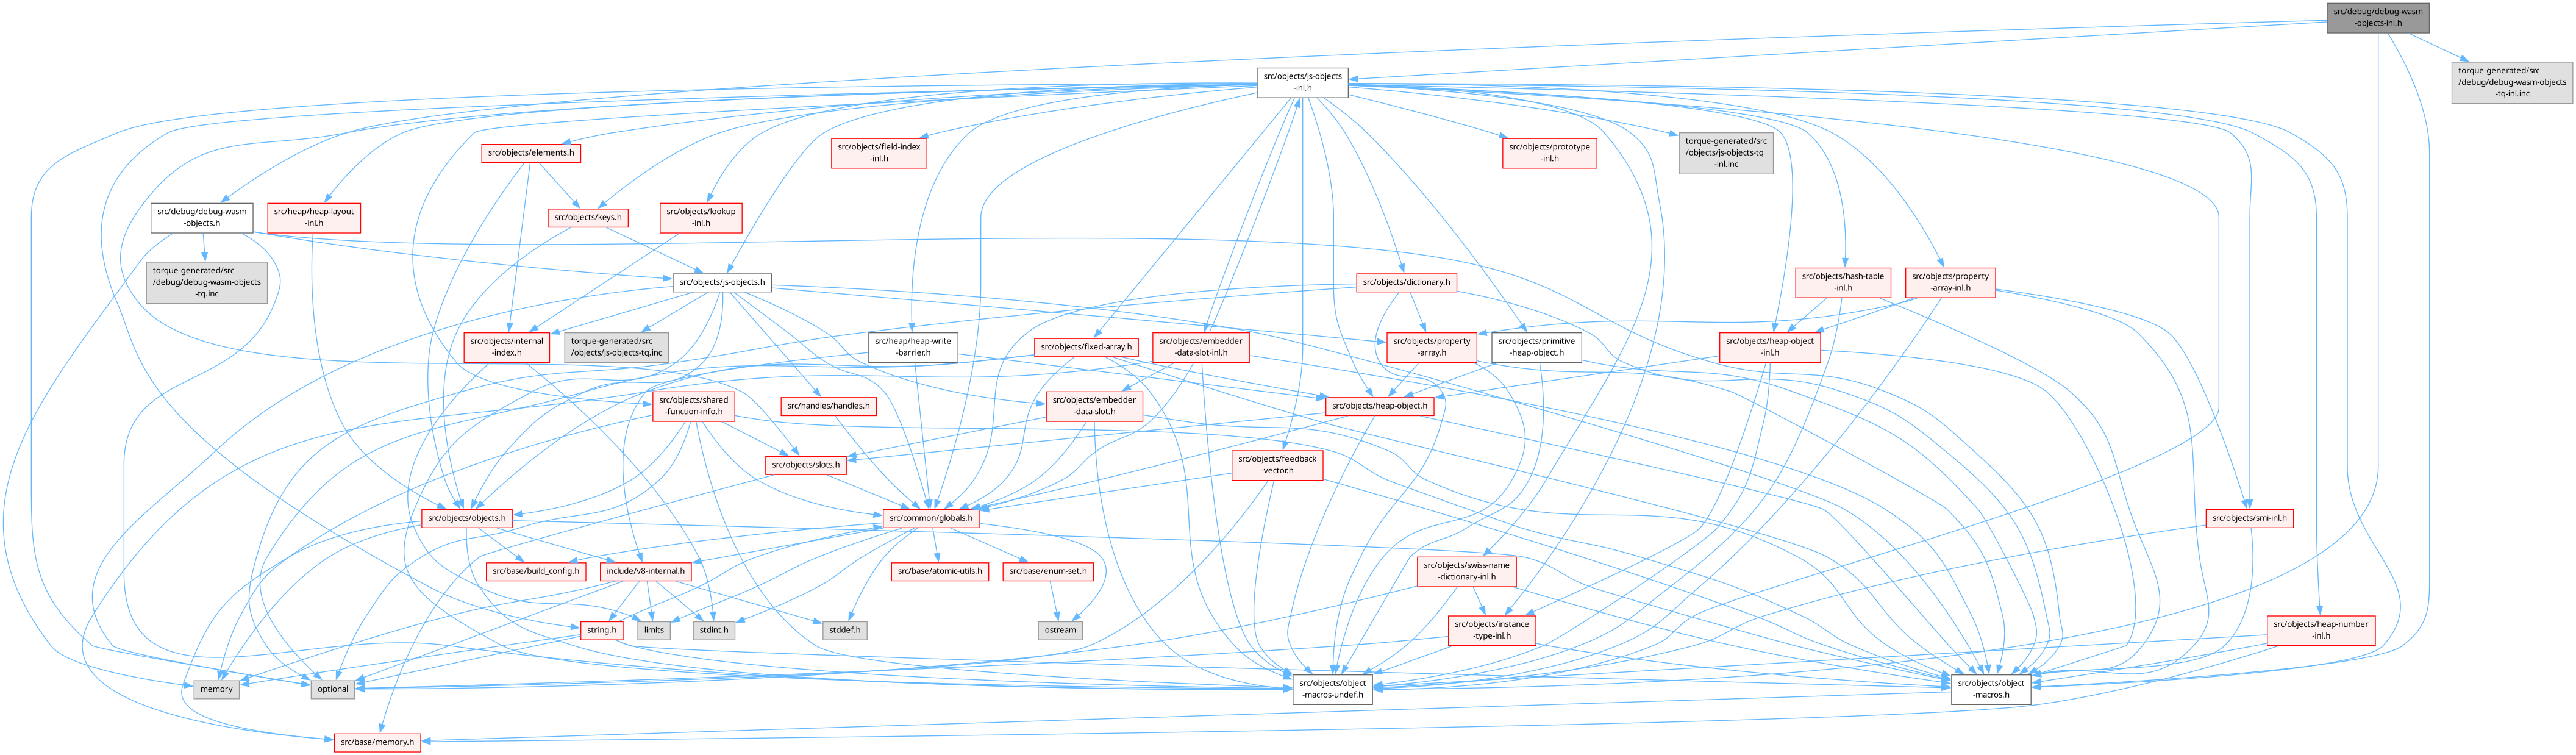 src/debug/debug-wasm
-objects-inl.h
src/objects/js-objects
-inl.h
torque-generated/src
/debug/debug-wasm-objects
-tq-inl.inc
src/objects/elements.h
src/objects/field-index
-inl.h
src/objects/prototype
-inl.h
torque-generated/src
/objects/js-objects-tq
-inl.inc
src/debug/debug-wasm
-objects.h
src/heap/heap-layout
-inl.h
src/objects/keys.h
src/objects/lookup
-inl.h
torque-generated/src
/debug/debug-wasm-objects
-tq.inc
src/objects/js-objects.h
src/objects/dictionary.h
src/objects/hash-table
-inl.h
src/objects/property
-array-inl.h
src/objects/internal
-index.h
torque-generated/src
/objects/js-objects-tq.inc
src/heap/heap-write
-barrier.h
src/objects/fixed-array.h
src/objects/embedder
-data-slot-inl.h
src/objects/property
-array.h
src/objects/primitive
-heap-object.h
src/objects/heap-object
-inl.h
src/objects/shared
-function-info.h
src/handles/handles.h
src/objects/embedder
-data-slot.h
src/objects/heap-object.h
src/objects/slots.h
src/objects/feedback
-vector.h
src/objects/objects.h
src/common/globals.h
src/objects/smi-inl.h
src/base/build_config.h
include/v8-internal.h
src/base/atomic-utils.h
src/base/enum-set.h
src/objects/swiss-name
-dictionary-inl.h
string.h
limits
stdint.h
stddef.h
ostream
src/objects/instance
-type-inl.h
src/objects/heap-number
-inl.h
memory
optional
src/objects/object
-macros-undef.h
src/objects/object
-macros.h
src/base/memory.h